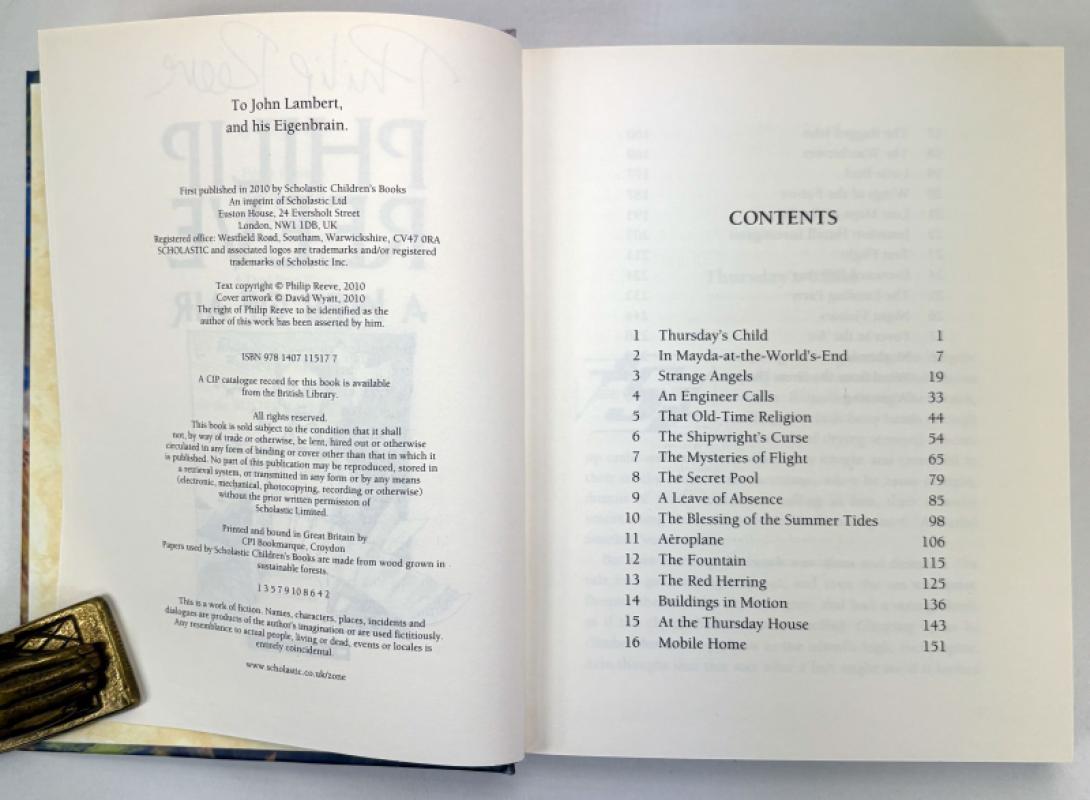 To John Lambert,
and his Eigenbrain.
First published in 2010 by Scholastic Children's Books
An imprint of Scholastic Ltd
Euston House, 24 Eversholt Street
London, NW1 1DB, UK
Registered office: Westfield Road, Southam, Warwickshire, CV47 0RA
SCHOLASTIC and associated logos are trademarks and/or registered
trademarks of Scholastic Inc.
Text copyright © Philip Reeve, 2010
Cover artwork © David Wyatt, 2010
The right of Philip Reeve to be identified as the
author of this work has been asserted by him.
ISBN 978 1407 11517 7
A CIP catalogue record for this book is available
from the British Library.
All rights reserved.
This book is sold subject to the condition that it shall
not, by way of trade or otherwise, be lent, hired out or otherwise
circulated in any form of binding or cover other than that in which it
is published. No part of this publication may be reproduced, stored in
a retrieval system, or transmitted in any form or by any means
(electronic, mechanical, photocopying, recording or otherwise)
without the prior written permission of
Scholastic Limited.
Printed and bound in Great Britain by
CPI Bookmarque, Croydon
Papers used by Scholastic Children's Books are made from wood grown in
sustainable forests.
1 3 5 7 9 10 8 6 4 2
This is a work of fiction. Names, characters, places, incidents and
dialogues are products of the author's imagination or are used fictitiously.
Any resemblance to actual people, living or dead, events or locales is
entirely coincidental.
www.scholastic.co.uk/zone
CONTENTS
1 Thursday's Child 1
2 In Mayda-at-the-World's-End 7
3 Strange Angels 19
4 An Engineer Calls 33
5 That Old-Time Religion 44
6 The Shipwright's Curse 54
7 The Mysteries of Flight 65
8 The Secret Pool 79
9 A Leave of Absence 85
10 The Blessing of the Summer Tides 98
11 Aëroplane 106
12 The Fountain 115
13 The Red Herring 125
14 Buildings in Motion 136
15 At the Thursday House 143
16 Mobile Home 151